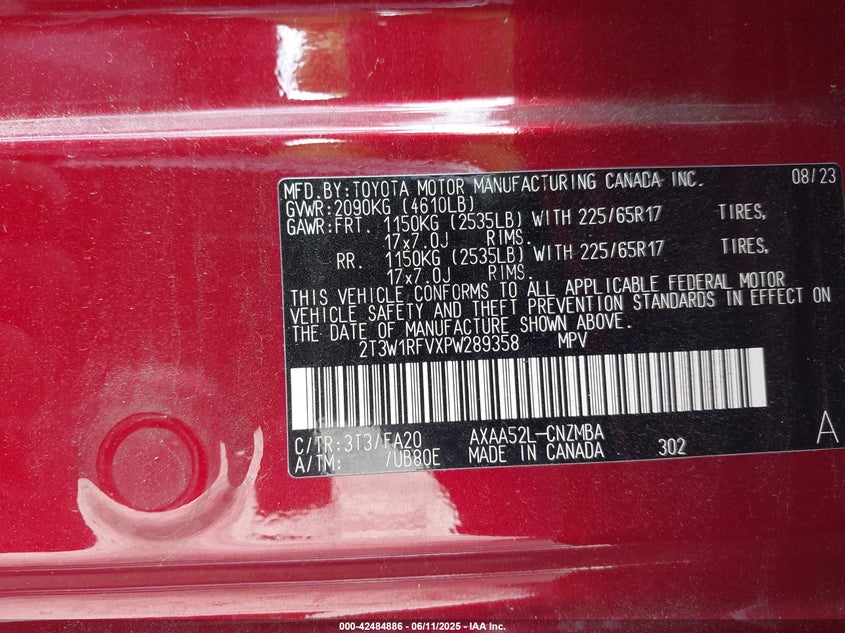 MFD.BY:TOYOTA MOTOR MANUFACTURING CANADA INC. 08/23
GVWR:2090KG (4610LB)
GAWR:FRT. 1150KG (2535LB) WITH 225/65R17 TIRES,
17x7.0J RIMS.
RR. 1150KG (2535LB) WITH 225/65R17 TIRES,
17x7.0J RIMS.
THIS VEHICLE CONFORMS TO ALL APPLICABLE FEDERAL MOTOR
VEHICLE SAFETY AND THEFT PREVENTION STANDARDS IN EFFECT ON
THE DATE OF MANUFACTURE SHOWN ABOVE.
2T3W1RFVXPW289358 MPV
C/TR:3T3/FA20 AXAA52L-CNZMBA
A/TM: /UB80E MADE IN CANADA 302 A
000-42484886 - 06/11/2025 - IAA Inc.